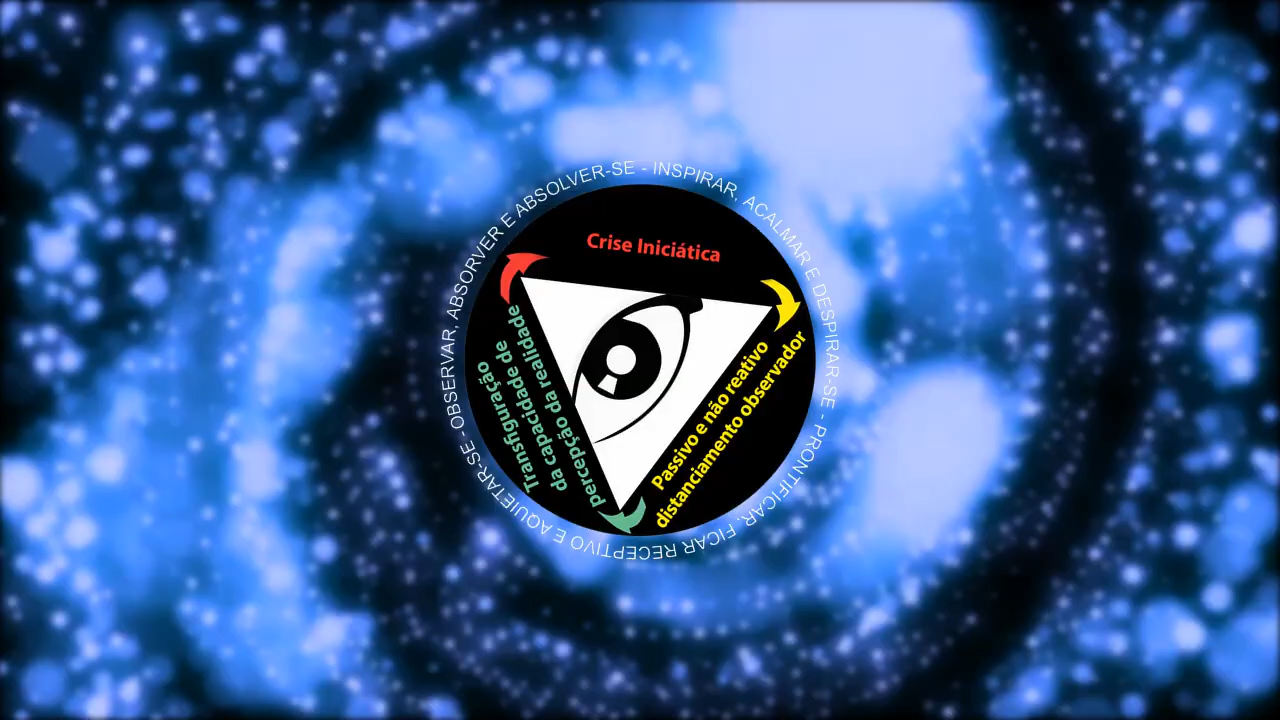 OBSERVAR, ABSORVER E ABSOLVER-SE - INSPIRAR, ACALMAR E DESPIRAR-SE - PRONTIFICAR, FICAR RECEPTIVO E AQUIETAR-SE -
Crise Iniciática
Passivo e não reativo
distanciamento observador
Transfiguração
da capacidade de
percepção da realidade